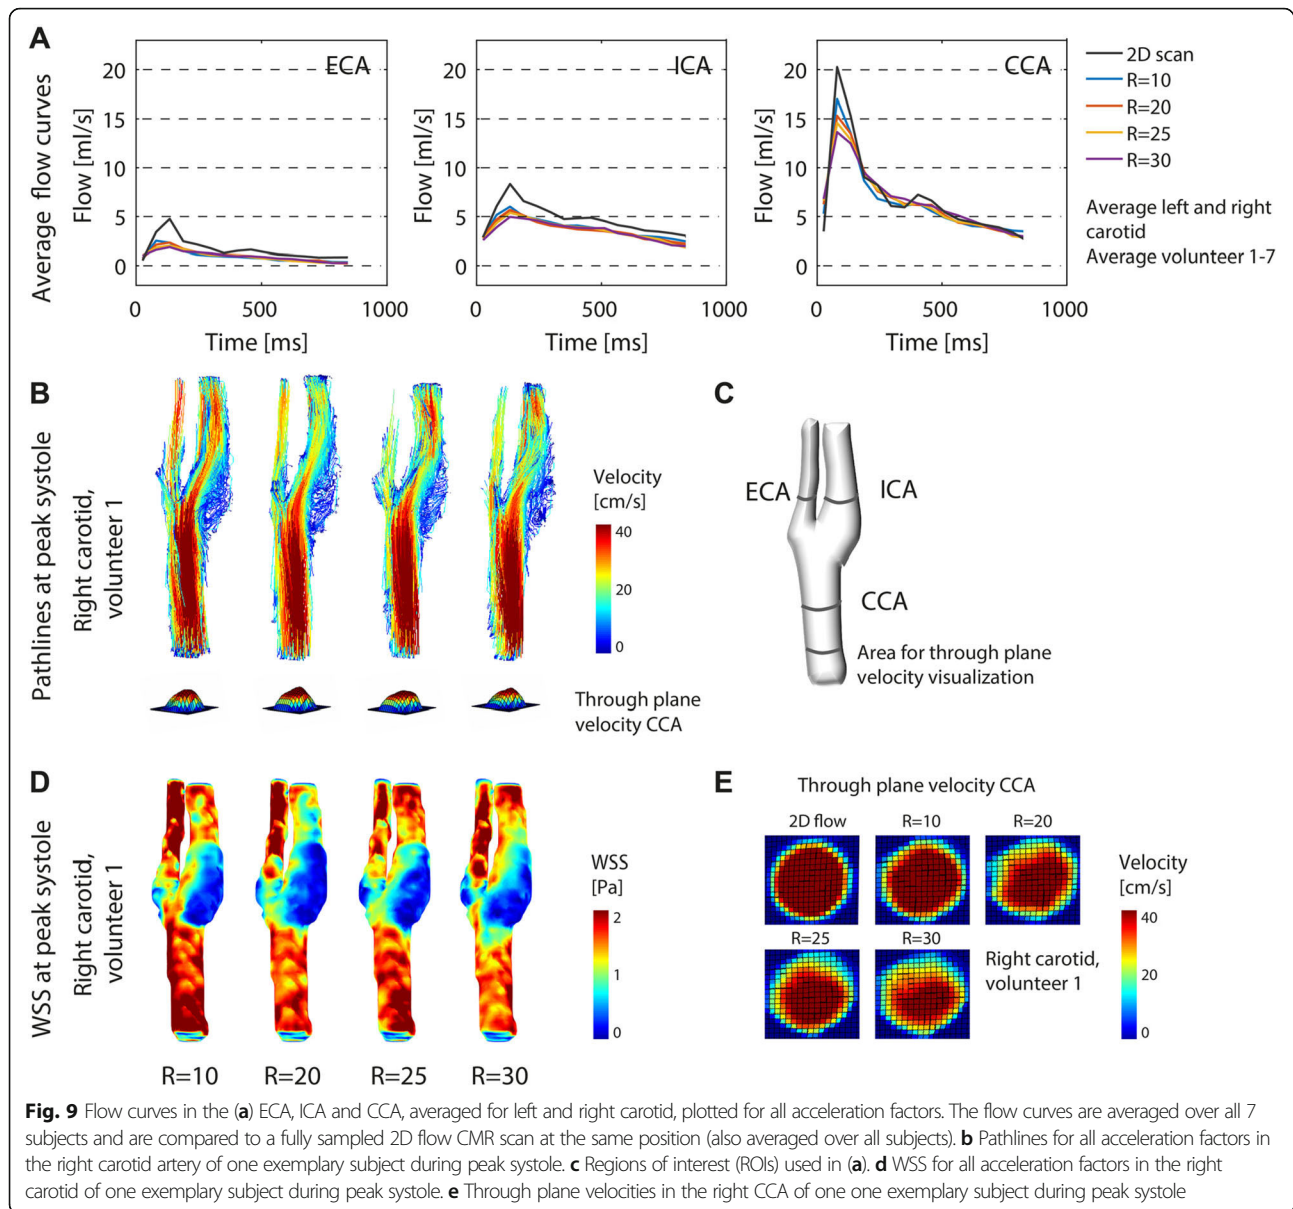 A
Average flow curves
Flow [ml/s]
20
15
10
5
0
ECA
0
500
1000
Time [ms]
Flow [ml/s]
20
15
10
5
0
ICA
0
500
1000
Time [ms]
Flow [ml/s]
20
15
10
5
0
CCA
0
500
1000
Time [ms]
2D scan
R=10
R=20
R=25
R=30
Average left and right
carotid
Average volunteer 1-7
B
Pathlines at peak systole
Right carotid,
volunteer 1
Velocity
[cm/s]
40
20
0
Through plane
velocity CCA
C
ECA
ICA
CCA
Area for through plane
velocity visualization
D
WSS at peak systole
Right carotid,
volunteer 1
WSS
[Pa]
2
1
0
R=10
R=20
R=25
R=30
E
Through plane velocity CCA
2D flow
R=10
R=20
R=25
R=30
Right carotid,
volunteer 1
Velocity
[cm/s]
40
20
0
Fig. 9 Flow curves in the (a) ECA, ICA and CCA, averaged for left and right carotid, plotted for all acceleration factors. The flow curves are averaged over all 7
subjects and are compared to a fully sampled 2D flow CMR scan at the same position (also averaged over all subjects). b Pathlines for all acceleration factors in
the right carotid artery of one exemplary subject during peak systole. c Regions of interest (ROIs) used in (a). d WSS for all acceleration factors in the right
carotid of one exemplary subject during peak systole. e Through plane velocities in the right CCA of one one exemplary subject during peak systole